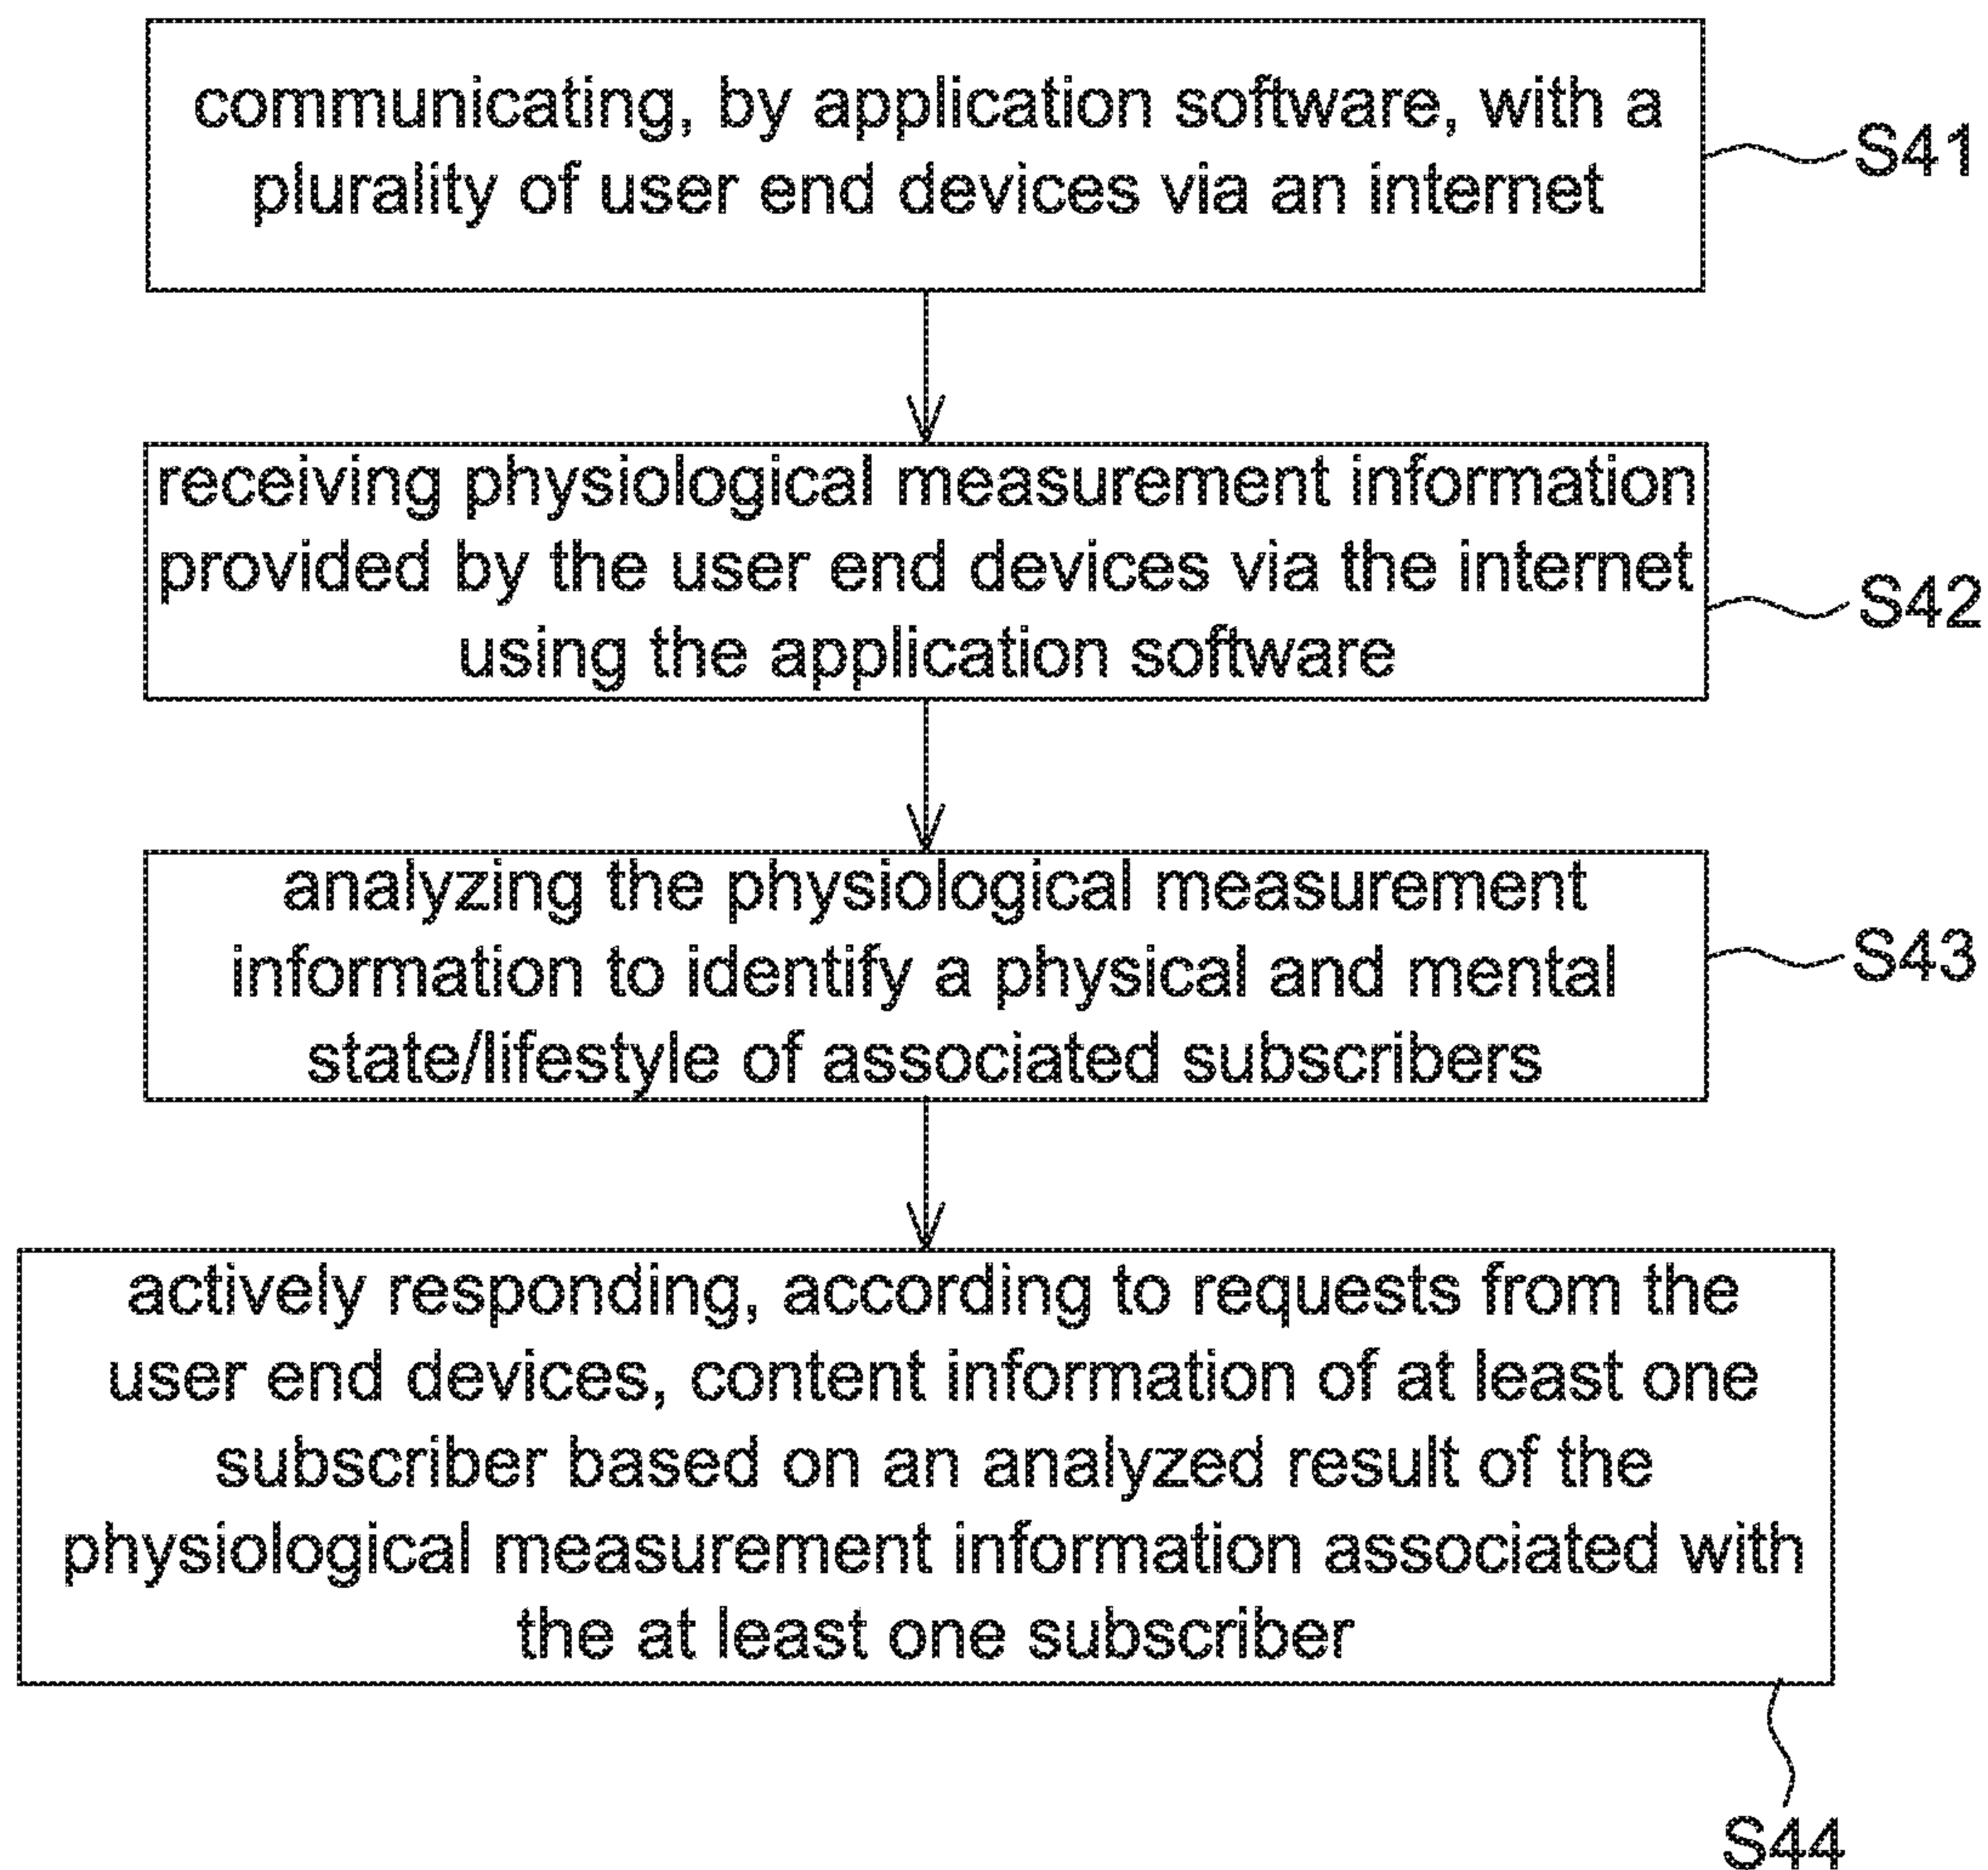 communicating, by application software, with a
plurality of user end devices via an internet
S41
receiving physiological measurement information
provided by the user end devices via the internet
using the application software
S42
analyzing the physiological measurement
information to identify a physical and mental
state/lifestyle of associated subscribers
S43
actively responding, according to requests from the
user end devices, content information of at least one
subscriber based on an analyzed result of the
physiological measurement information associated with
the at least one subscriber
S44